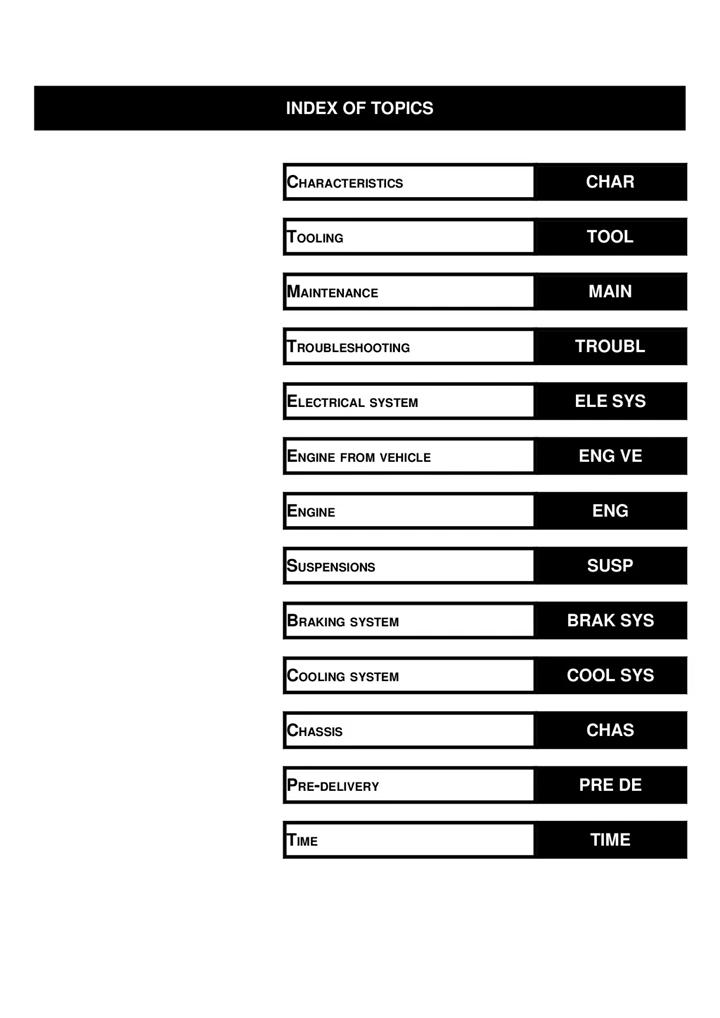 INDEX OF TOPICS
CHARACTERISTICS CHAR
TOOLING TOOL
MAINTENANCE MAIN
TROUBLESHOOTING TROUBL
ELECTRICAL SYSTEM ELE SYS
ENGINE FROM VEHICLE ENG VE
ENGINE ENG
SUSPENSIONS SUSP
BRAKING SYSTEM BRAK SYS
COOLING SYSTEM COOL SYS
CHASSIS CHAS
PRE-DELIVERY PRE DE
TIME TIME